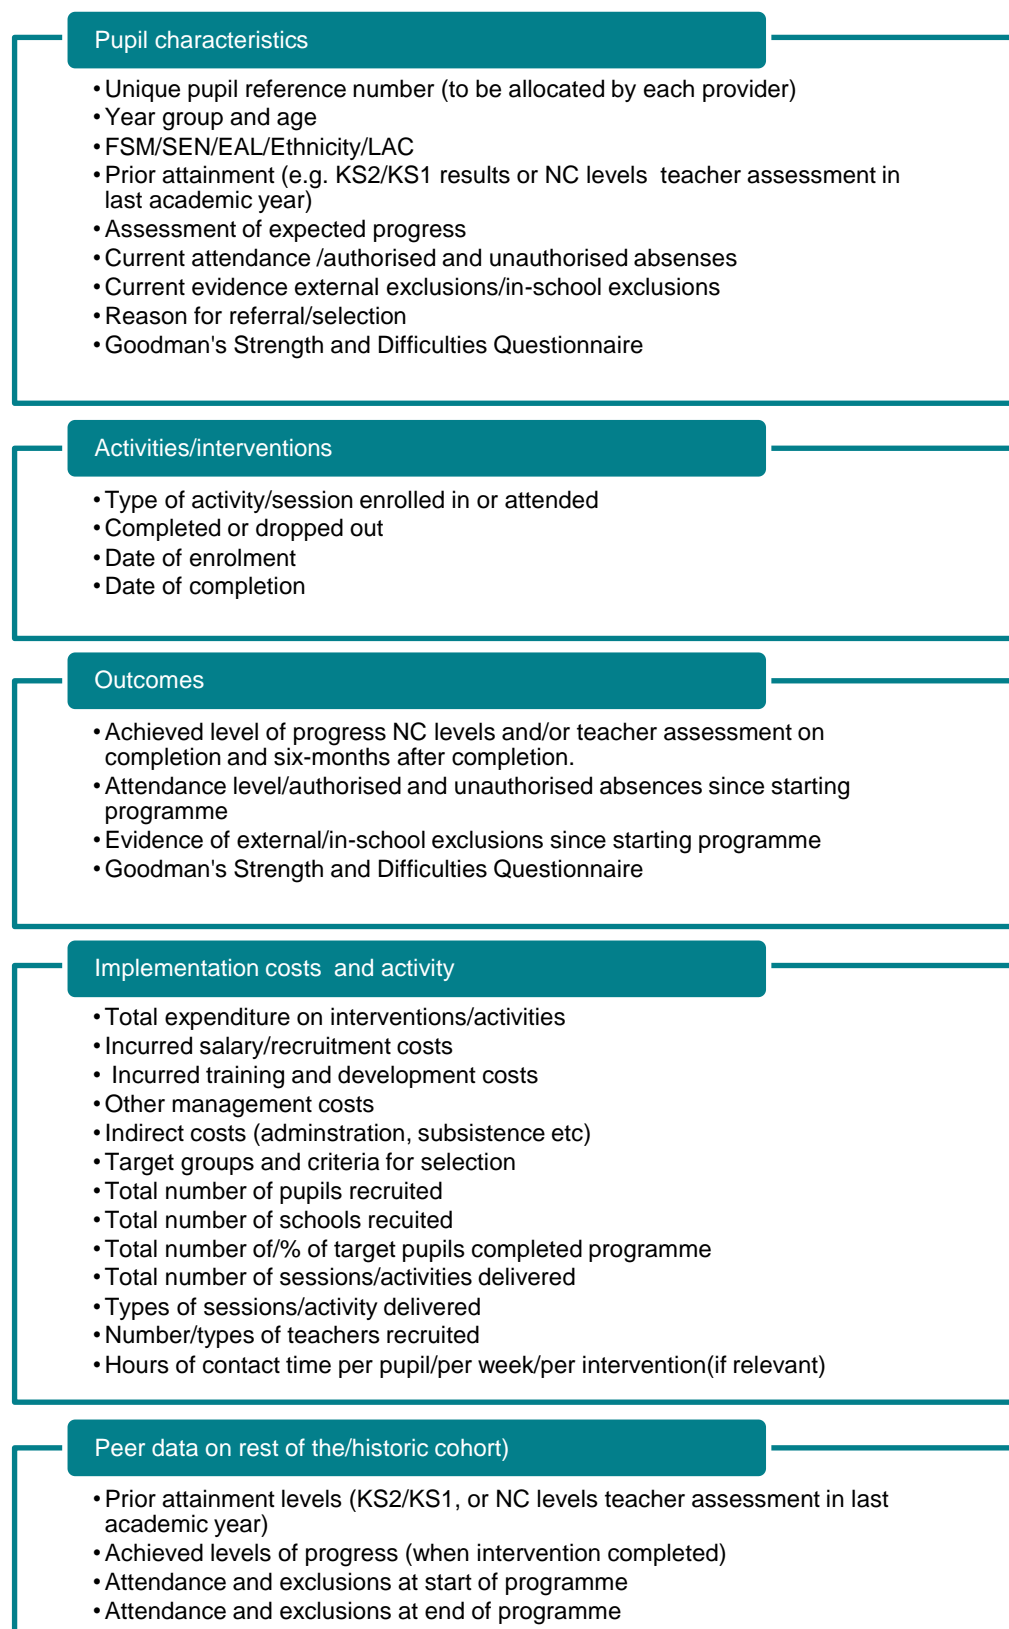 Pupil characteristics
•Unique pupil reference number (to be allocated by each provider)
•Year group and age
•FSM/SEN/EAL/Ethnicity/LAC
•Prior attainment (e.g. KS2/KS1 results or NC levels  teacher assessment in
last academic year)
•Assessment of expected progress
•Current attendance /authorised and unauthorised absenses
•Current evidence external exclusions/in-school exclusions
•Reason for referral/selection
•Goodman's Strength and Difficulties Questionnaire
Activities/interventions
•Type of activity/session enrolled in or attended
•Completed or dropped out
•Date of enrolment
•Date of completion
Outcomes
•Achieved level of progress NC levels and/or teacher assessment on
completion and six-months after completion.
•Attendance level/authorised and unauthorised absences since starting
programme
•Evidence of external/in-school exclusions since starting programme
•Goodman's Strength and Difficulties Questionnaire
Implementation costs  and activity
•Total expenditure on interventions/activities
•Incurred salary/recruitment costs
• Incurred training and development costs
•Other management costs
•Indirect costs (adminstration, subsistence etc)
•Target groups and criteria for selection
•Total number of pupils recruited
•Total number of schools recuited
•Total number of/% of target pupils completed programme
•Total number of sessions/activities delivered
•Types of sessions/activity delivered
•Number/types of teachers recruited
•Hours of contact time per pupil/per week/per intervention(if relevant)
Peer data on rest of the/historic cohort)
•Prior attainment levels (KS2/KS1, or NC levels teacher assessment in last
academic year)
•Achieved levels of progress (when intervention completed)
•Attendance and exclusions at start of programme
•Attendance and exclusions at end of programme